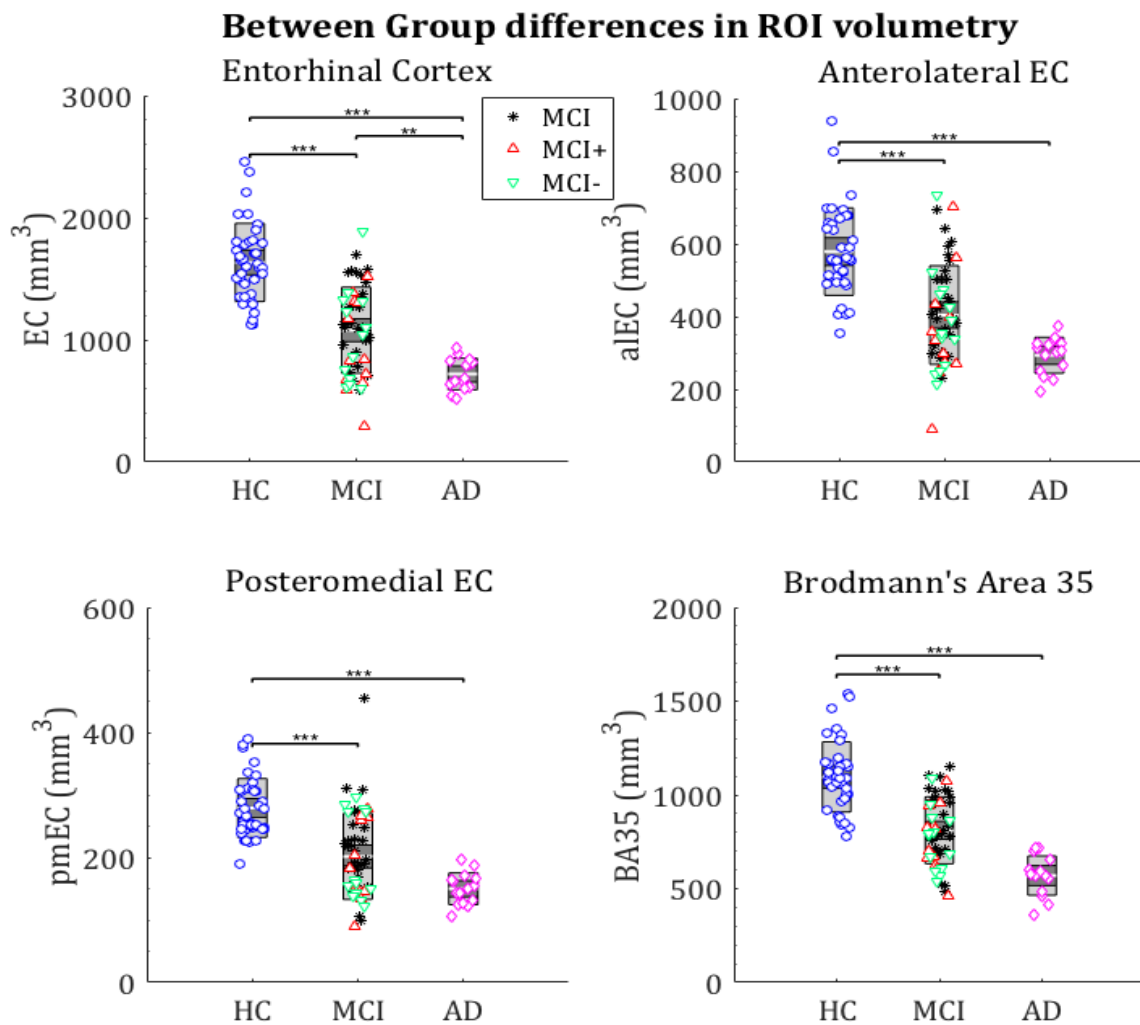 Between Group differences in ROI volumetry
Entorhinal Cortex
EC (mm³)
3000
2000
1000
0
***
**
***
MCI
MCI+
MCI-
HC MCI AD
Anterolateral EC
alEC (mm³)
1000
800
600
400
200
0
***
***
HC MCI AD
Posteromedial EC
pmEC (mm³)
600
400
200
0
***
***
HC MCI AD
Brodmann's Area 35
BA35 (mm³)
2000
1500
1000
500
0
***
***
HC MCI AD